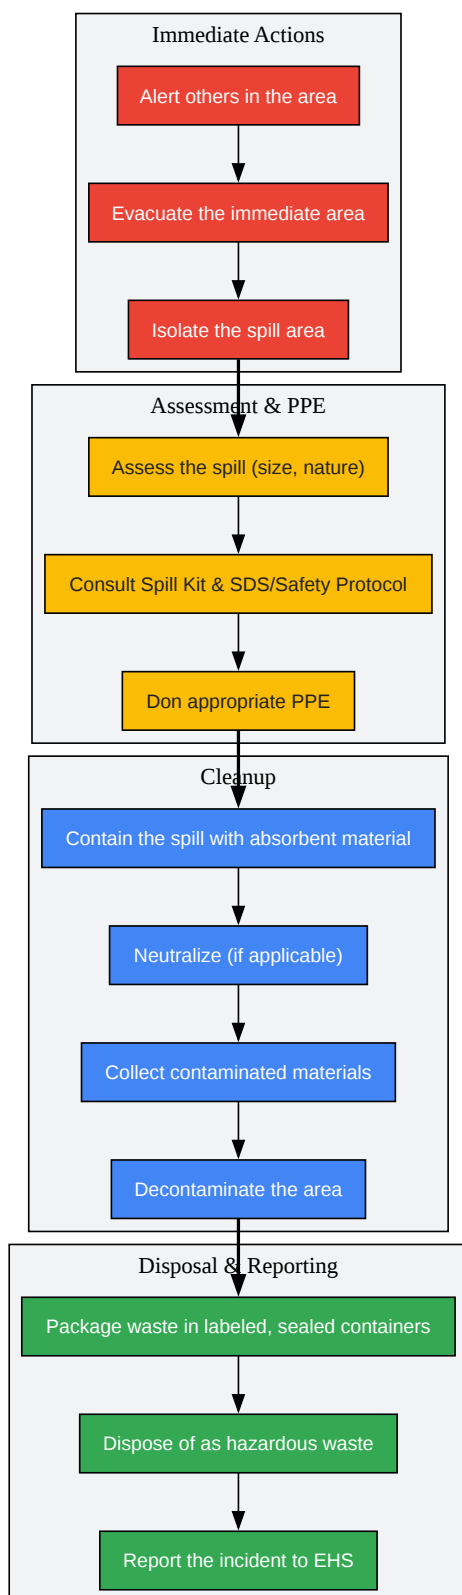 Immediate Actions
Alert others in the area
Evacuate the immediate area
Isolate the spill area
Assessment & PPE
Assess the spill (size, nature)
Consult Spill Kit & SDS/Safety Protocol
Don appropriate PPE
Cleanup
Contain the spill with absorbent material
Neutralize (if applicable)
Collect contaminated materials
Decontaminate the area
Disposal & Reporting
Package waste in labeled, sealed containers
Dispose of as hazardous waste
Report the incident to EHS